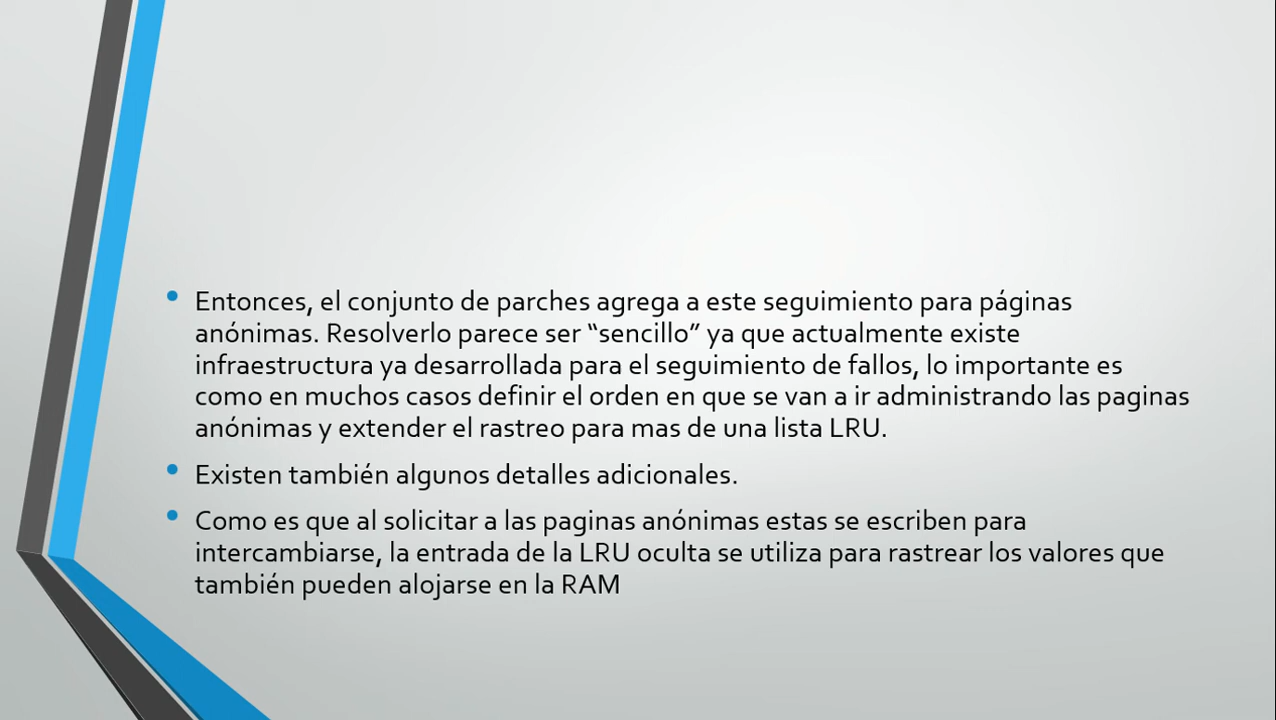 • Entonces, el conjunto de parches agrega a este seguimiento para páginas
anónimas. Resolverlo parece ser “sencillo” ya que actualmente existe
infraestructura ya desarrollada para el seguimiento de fallos, lo importante es
como en muchos casos definir el orden en que se van a ir administrando las paginas
anónimas y extender el rastreo para mas de una lista LRU.
• Existen también algunos detalles adicionales.
• Como es que al solicitar a las paginas anónimas estas se escriben para
intercambiarse, la entrada de la LRU oculta se utiliza para rastrear los valores que
también pueden alojarse en la RAM